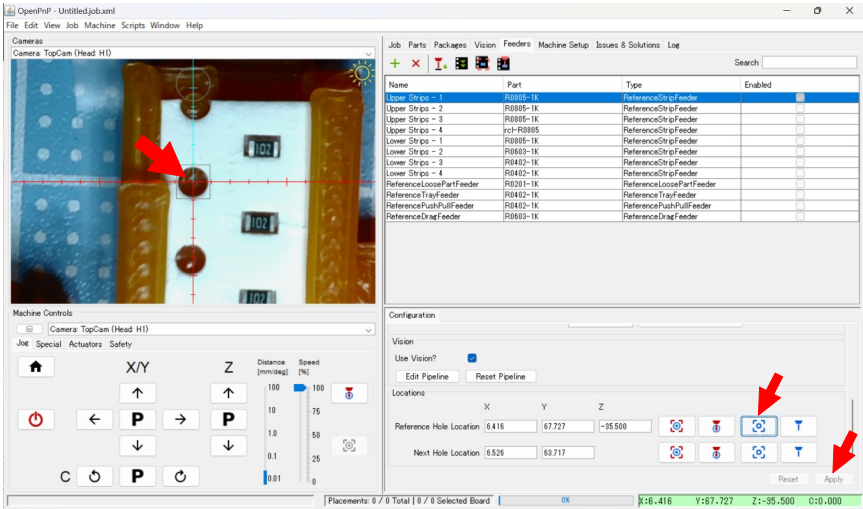 OpenPnP - Untitled.job.xml
File Edit View Job Machine Scripts Window Help
Cameras
Camera: TopCam (Head: H1)
102
102
102
Machine Controls
Camera: TopCam (Head: H1)
Jog Special Actuators Safety
X/Y Z Distance [mm/deg] Speed [%]
100 100
P P 10 75
1.0 50
0.1 25
C P 0.01 0
Job Parts Packages Vision Feeders Machine Setup Issues & Solutions Log
Search
Name Part Type Enabled
Upper Strips - 1 R0805-1K ReferenceStripFeeder
Upper Strips - 2 R0805-1K ReferenceStripFeeder
Upper Strips - 3 R0805-1K ReferenceStripFeeder
Upper Strips - 4 rcl-R0805 ReferenceStripFeeder
Lower Strips - 1 R0805-1K ReferenceStripFeeder
Lower Strips - 2 R0603-1K ReferenceStripFeeder
Lower Strips - 3 R0402-1K ReferenceStripFeeder
Lower Strips - 4 R0402-1K ReferenceStripFeeder
ReferenceLoosePartFeeder R0201-1K ReferenceLoosePartFeeder
ReferenceTrayFeeder R0402-1K ReferenceTrayFeeder
ReferencePushPullFeeder R0402-1K ReferencePushPullFeeder
ReferenceDragFeeder R0603-1K ReferenceDragFeeder
Configuration
Vision
Use Vision?
Edit Pipeline Reset Pipeline
Locations
X Y Z
Reference Hole Location 6.416 67.727 -35.500
Next Hole Location 6.526 63.717
Reset Apply
Placements: 0 / 0 Total | 0 / 0 Selected Board 0% X:6.416 Y:67.727 Z:-35.500 C:0.000